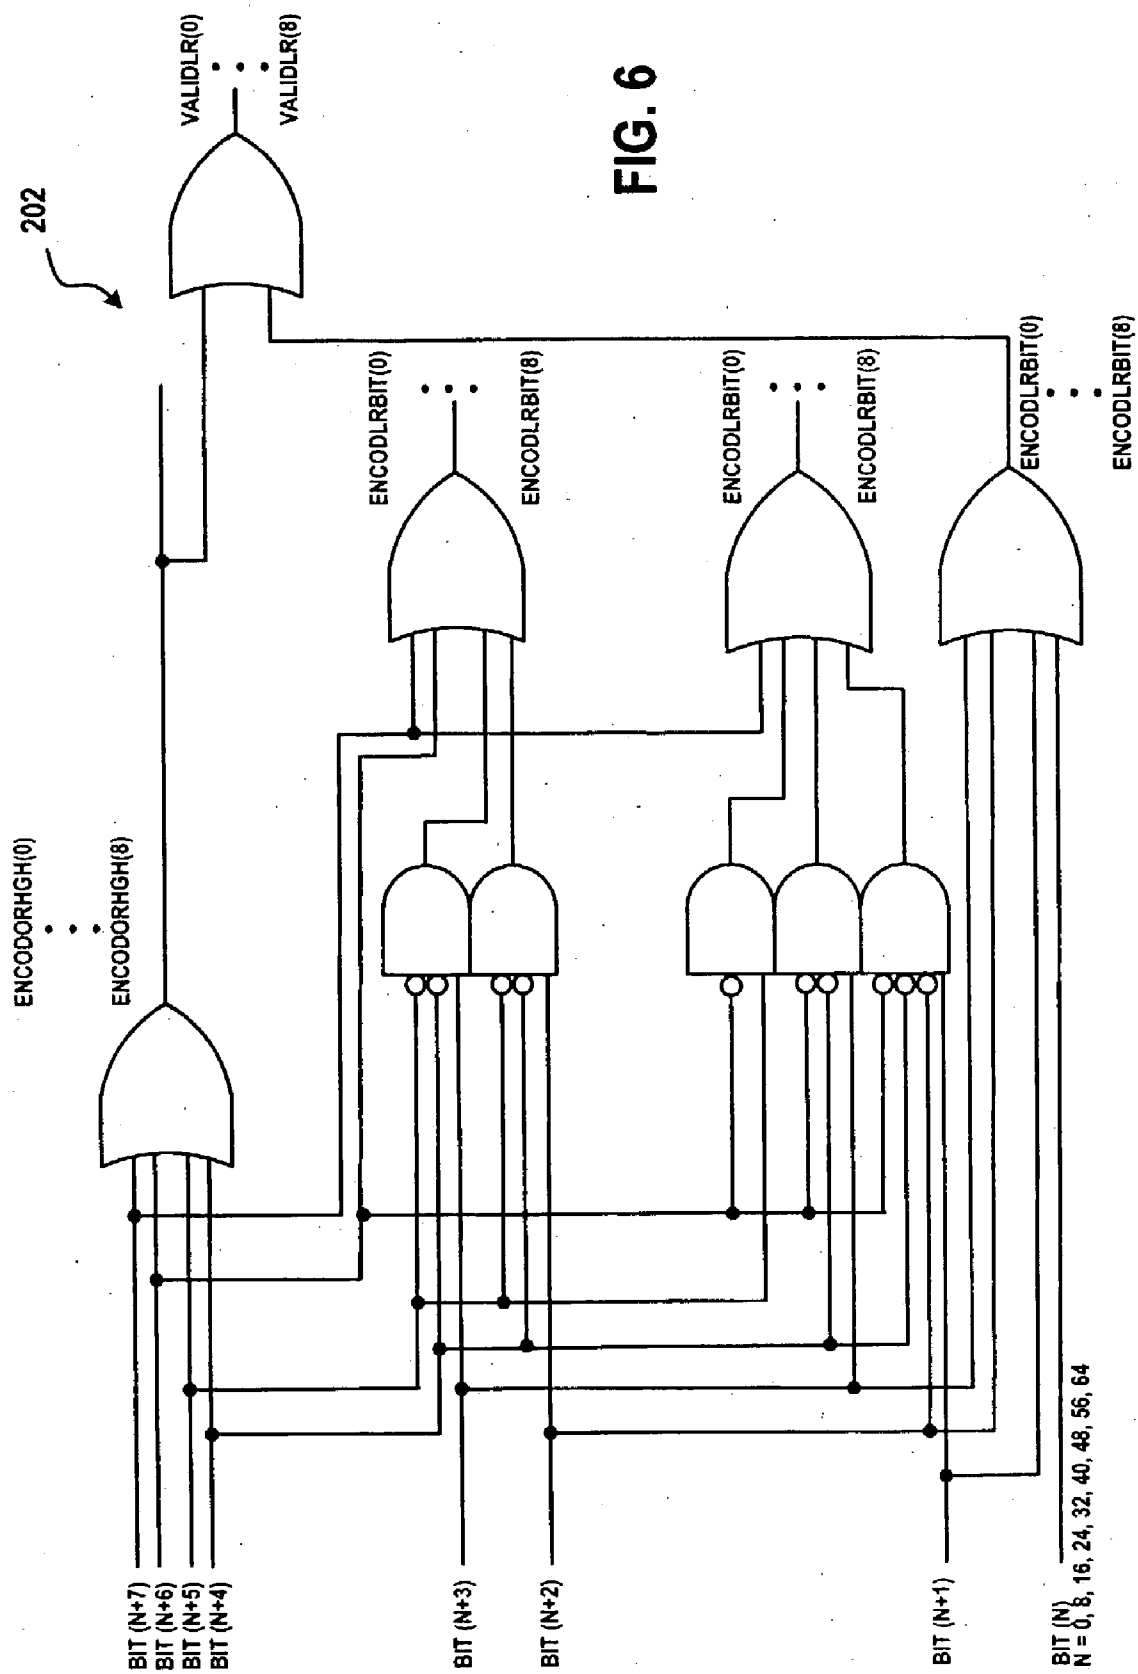 202
VALIDLR(0)
VALIDLR(8)
ENCODORHGH(0)
ENCODORHGH(8)
ENCODLRBIT(0)
ENCODLRBIT(8)
ENCODLRBIT(0)
ENCODLRBIT(8)
ENCODLRBIT(0)
ENCODLRBIT(8)
BIT (N+7)
BIT (N+6)
BIT (N+5)
BIT (N+4)
BIT (N+3)
BIT (N+2)
BIT (N+1)
BIT (N)
N = 0, 8, 16, 24, 32, 40, 48, 56, 64
FIG. 6